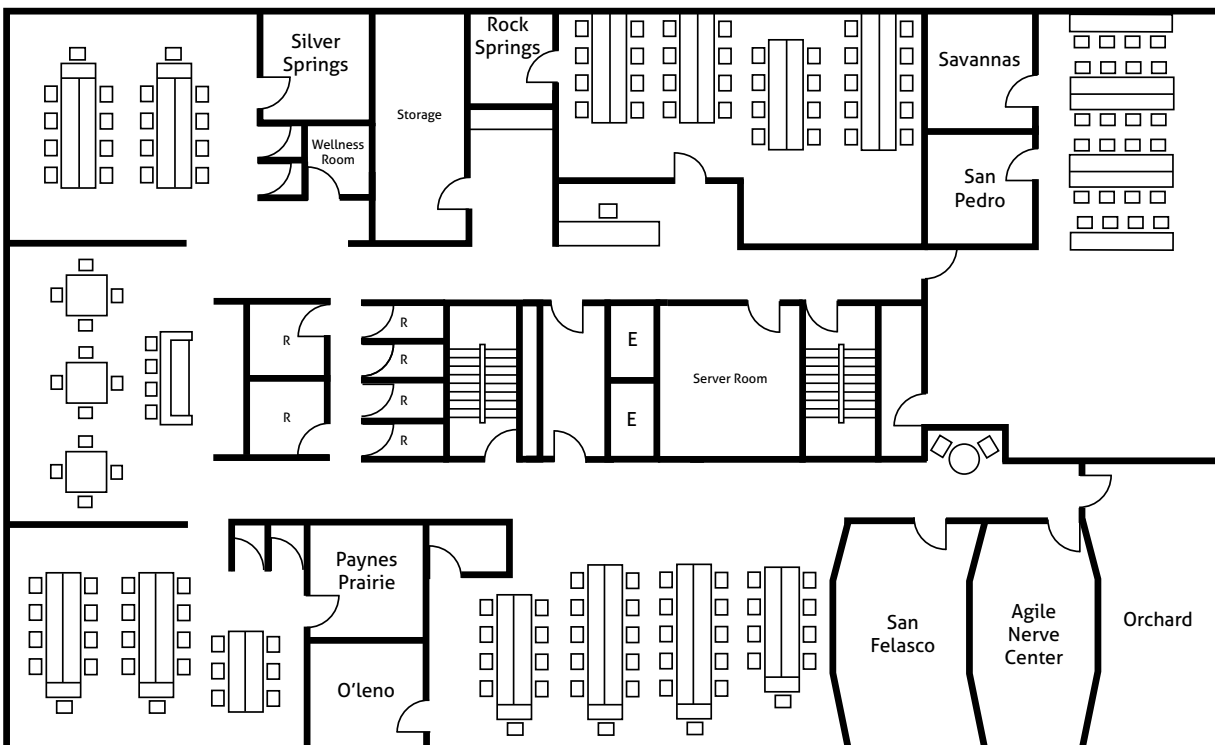 Silver
Springs
Rock
Springs
Savannas
Storage
Wellness
Room
San
Pedro
R
R
R
R
R
R
E
E
Server Room
Paynes
Prairie
O'leno
San
Felasco
Agile
Nerve
Center
Orchard